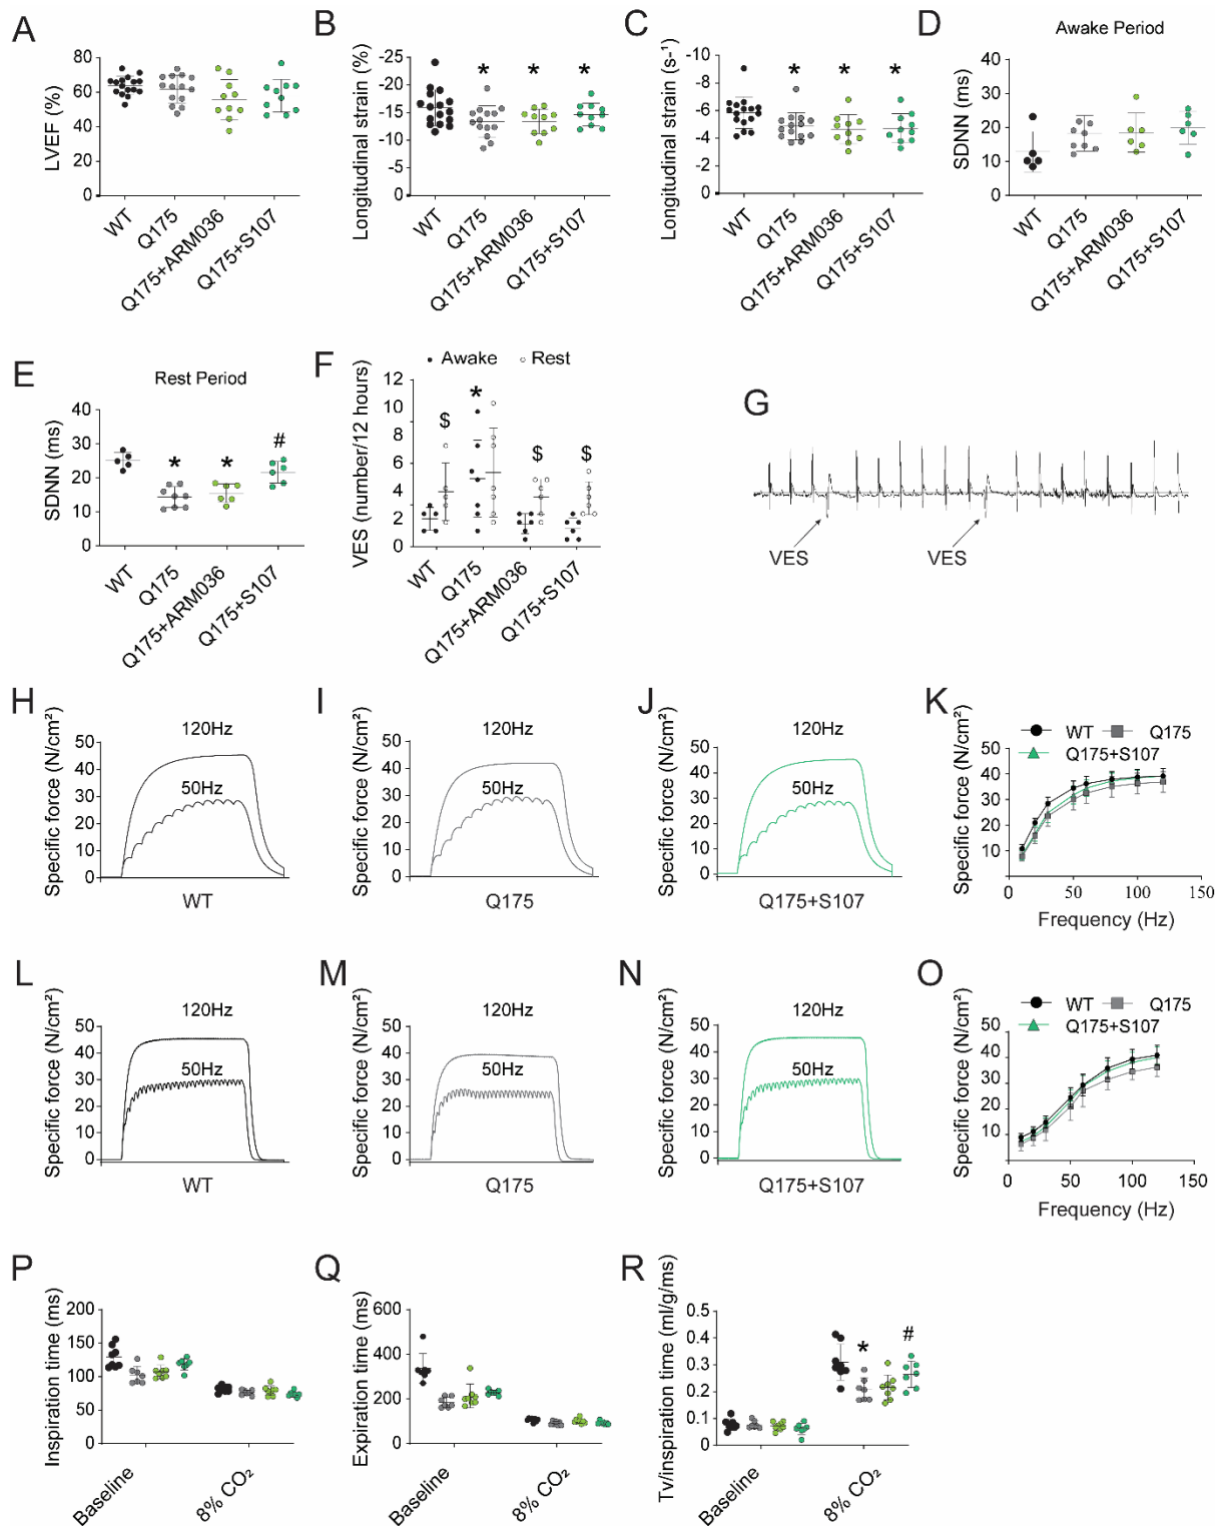 A
LVEF (%)
80
60
40
20
0
WT
Q175
Q175+ARM036
Q175+S107
B
Longitudinal strain (%)
-25
-20
-15
-10
-5
0
* * *
WT
Q175
Q175+ARM036
Q175+S107
C
Longitudinal strain (s-1)
-10
-8
-6
-4
-2
0
* * *
WT
Q175
Q175+ARM036
Q175+S107
D
Awake Period
SDNN (ms)
40
30
20
10
0
WT
Q175
Q175+ARM036
Q175+S107
E
Rest Period
SDNN (ms)
40
30
20
10
0
* * #
WT
Q175
Q175+ARM036
Q175+S107
F
Awake Rest
VES (number/12 hours)
12
10
8
6
4
2
0
$ * $ $
WT
Q175
Q175+ARM036
Q175+S107
G
VES VES
H
Specific force (N/cm²)
50
40
30
20
10
0
120Hz
50Hz
WT
I
Specific force (N/cm²)
50
40
30
20
10
0
120Hz
50Hz
Q175
J
Specific force (N/cm²)
50
40
30
20
10
0
120Hz
50Hz
Q175+S107
K
WT Q175
Q175+S107
Specific force (N/cm²)
50
40
30
20
10
0 50 100 150
Frequency (Hz)
L
Specific force (N/cm²)
50
40
30
20
10
0
120Hz
50Hz
WT
M
Specific force (N/cm²)
50
40
30
20
10
0
120Hz
50Hz
Q175
N
Specific force (N/cm²)
50
40
30
20
10
0
120Hz
50Hz
Q175+S107
O
WT Q175
Q175+S107
Specific force (N/cm²)
50
40
30
20
10
0 50 100 150
Frequency (Hz)
P
Inspiration time (ms)
200
150
100
50
0
Baseline
8% CO₂
Q
Expiration time (ms)
600
400
200
0
Baseline
8% CO₂
R
Tv/inspiration time (ml/g/ms)
0.5
0.4
0.3
0.2
0.1
0
* #
Baseline
8% CO₂